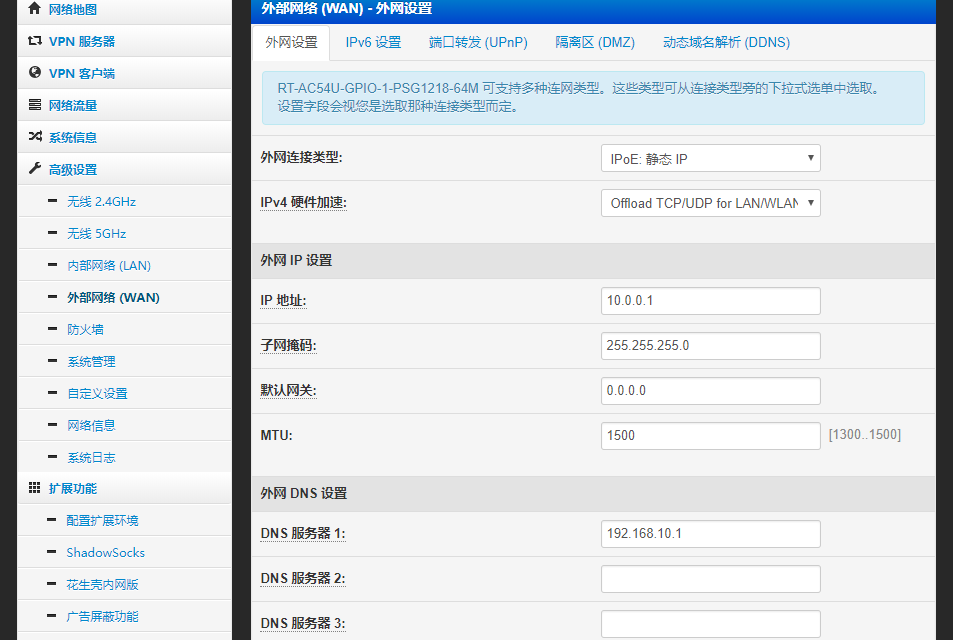 网络地图
VPN 服务器
VPN 客户端
网络流量
系统信息
高级设置
无线 2.4GHz
无线 5GHz
内部网络 (LAN)
外部网络 (WAN)
防火墙
系统管理
自定义设置
网络信息
系统日志
扩展功能
配置扩展环境
ShadowSocks
花生壳内网版
广告屏蔽功能
外部网络 (WAN) - 外网设置
外网设置 IPv6 设置 端口转发 (UPnP) 隔离区 (DMZ) 动态域名解析 (DDNS)
RT-AC54U-GPIO-1-PSG1218-64M 可支持多种连网类型。这些类型可从连接类型旁的下拉式选单中选取。
设置字段会视您是选取那种连接类型而定。
外网连接类型: IPoE: 静态 IP
IPv4 硬件加速: Offload TCP/UDP for LAN/WLAN
外网 IP 设置
IP 地址: 10.0.0.1
子网掩码: 255.255.255.0
默认网关: 0.0.0.0
MTU: 1500 [1300..1500]
外网 DNS 设置
DNS 服务器 1: 192.168.10.1
DNS 服务器 2:
DNS 服务器 3: